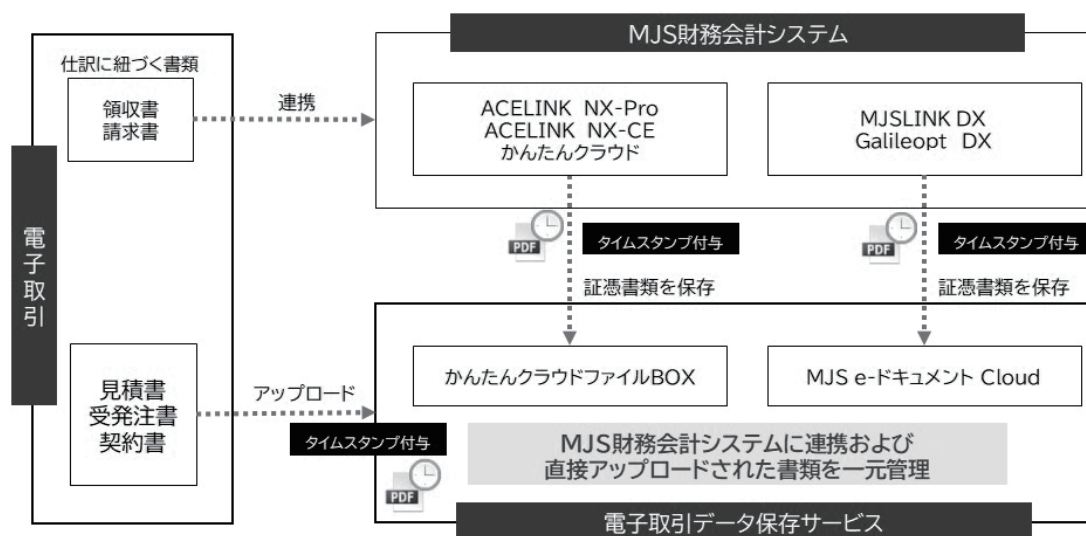 MJS財務会計システム
仕訳に紐づく書類
領収書
請求書
連携
ACELINK NX-Pro
ACELINK NX-CE
かんたんクラウド
MJSLINK DX
Galileopt DX
電子取引
PDF
タイムスタンプ付与
PDF
タイムスタンプ付与
証憑書類を保存
証憑書類を保存
見積書
受発注書
契約書
アップロード
タイムスタンプ付与
PDF
かんたんクラウドファイルBOX
MJS e-ドキュメント Cloud
MJS財務会計システムに連携および
直接アップロードされた書類を一元管理
電子取引データ保存サービス